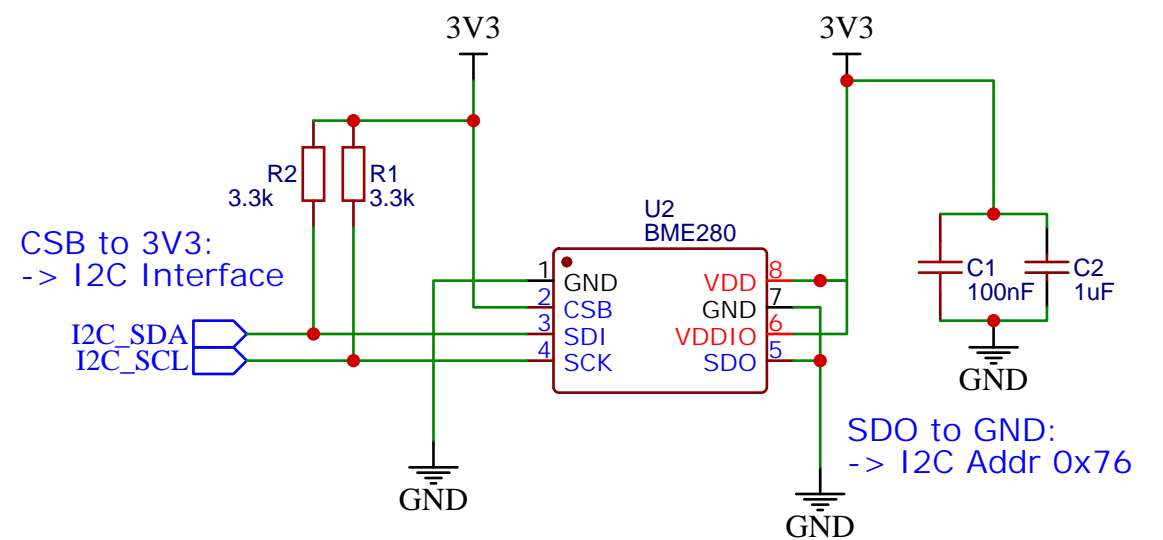 3V3
3V3
R2
3.3k
R1
3.3k
CSB to 3V3:
-> I2C Interface
I2C_SDA
I2C_SCL
U2
BME280
1
GND
2
CSB
3
SDI
4
SCK
8
VDD
7
GND
6
VDDIO
5
SDO
C1
100nF
C2
1uF
GND
SDO to GND:
-> I2C Addr 0x76
GND
GND